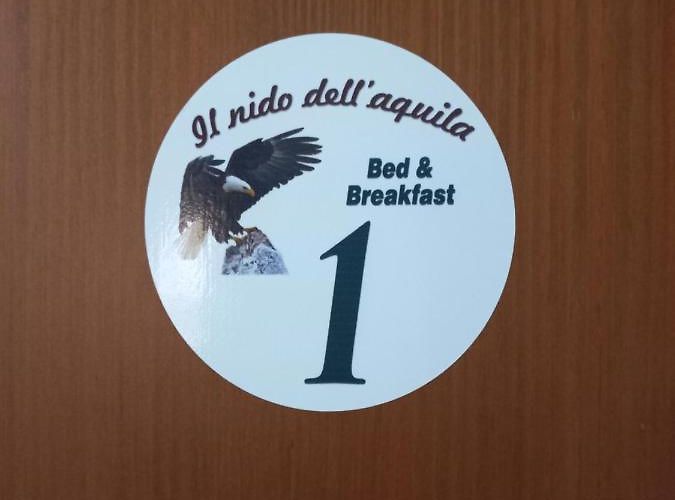 Il nido dell'aquila
Bed &
Breakfast
1